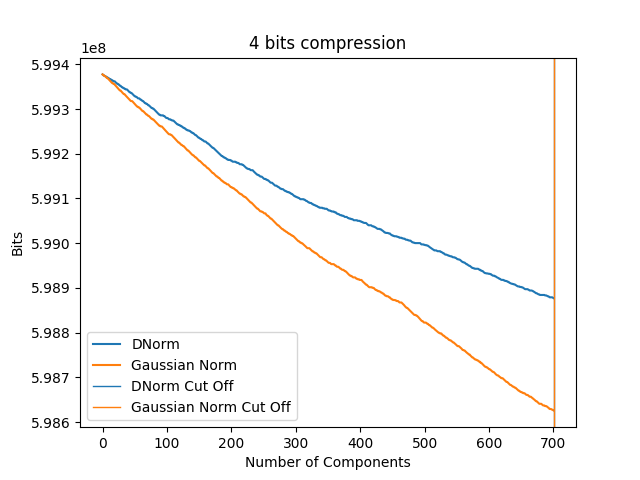 4 bits compression
1e8
5.994
5.993
5.992
5.991
5.990
5.989
5.988
5.987
5.986
Bits
DNorm
Gaussian Norm
DNorm Cut Off
Gaussian Norm Cut Off
0 100 200 300 400 500 600 700
Number of Components